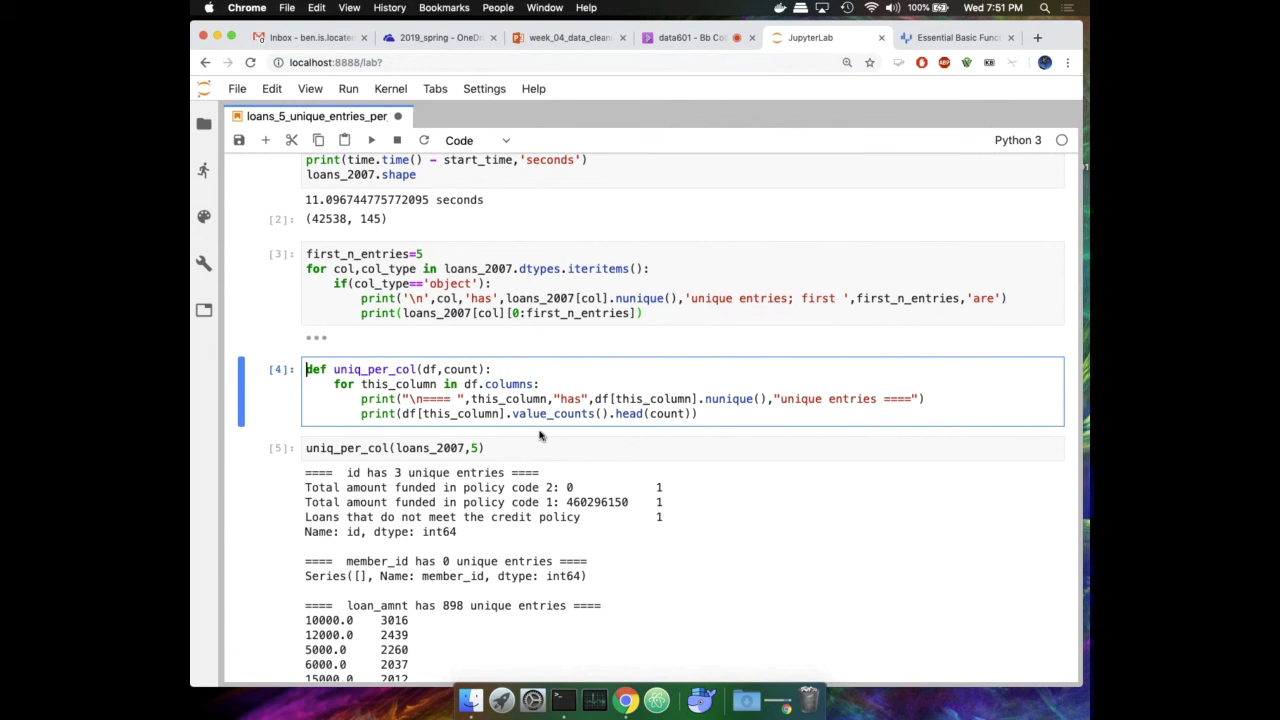 Chrome File Edit View History Bookmarks People Window Help 100% Wed 7:51 PM
Inbox - ben.is.locate 2019_spring - OneDr week_04_data_clean data601 - Bb Col JupyterLab Essential Basic Funct
localhost:8888/lab?
File Edit View Run Kernel Tabs Settings Help
loans_5_unique_entries_per
Code Python 3
print(time.time() - start_time,'seconds')
loans_2007.shape
11.096744775772095 seconds
[2]: (42538, 145)
[3]: first_n_entries=5
for col,col_type in loans_2007.dtypes.iteritems():
if(col_type=='object'):
print('\n',col,'has',loans_2007[col].nunique(),'unique entries; first ',first_n_entries,'are')
print(loans_2007[col][0:first_n_entries])
[4]: def uniq_per_col(df,count):
for this_column in df.columns:
print("\n==== ",this_column,"has",df[this_column].nunique(),"unique entries ====")
print(df[this_column].value_counts().head(count))
[5]: uniq_per_col(loans_2007,5)
==== id has 3 unique entries ====
Total amount funded in policy code 2: 0 1
Total amount funded in policy code 1: 460296150 1
Loans that do not meet the credit policy 1
Name: id, dtype: int64
==== member_id has 0 unique entries ====
Series([], Name: member_id, dtype: int64)
==== loan_amnt has 898 unique entries ====
10000.0 3016
12000.0 2439
5000.0 2260
6000.0 2037
15000.0 2012